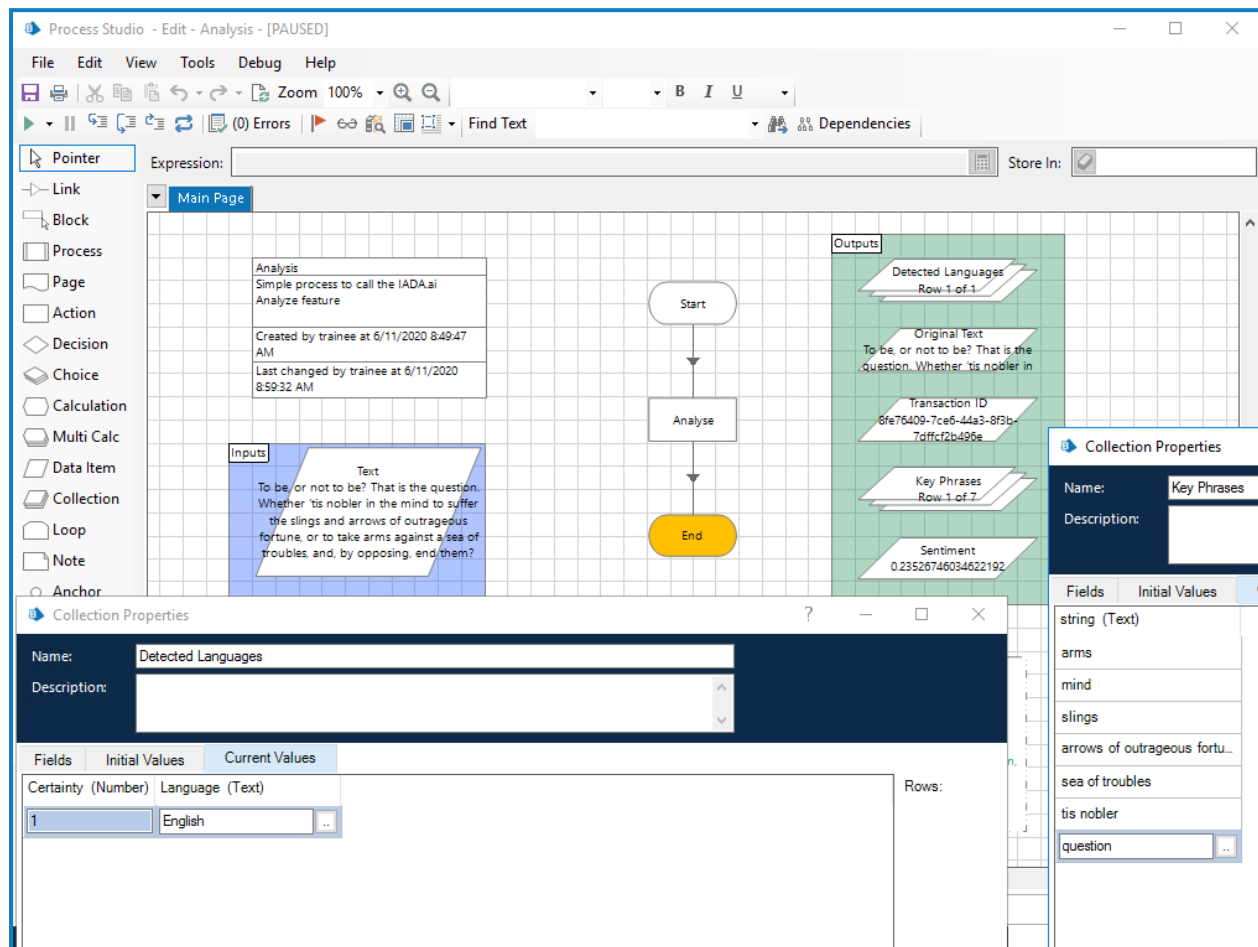 Process Studio - Edit - Analysis - [PAUSED]
File Edit View Tools Debug Help
Zoom 100% B I U
(0) Errors Find Text Dependencies
Pointer
Link
Block
Process
Page
Action
Decision
Choice
Calculation
Multi Calc
Data Item
Collection
Loop
Note
Anchor
Expression: Store In:
Main Page
Analysis
Simple process to call the IADA.ai
Analyze feature
Created by trainee at 6/11/2020 8:49:47
AM
Last changed by trainee at 6/11/2020
8:59:32 AM
Inputs
Text
To be, or not to be? That is the question.
Whether 'tis nobler in the mind to suffer
the slings and arrows of outrageous
fortune, or to take arms against a sea of
troubles, and, by opposing, end them?
Start
Analyse
End
Outputs
Detected Languages
Row 1 of 1
Original Text
To be, or not to be? That is the
question. Whether 'tis nobler in
Transaction ID
8fe76409-7ce6-44a3-8f3b-
7dffcf2b496e
Key Phrases
Row 1 of 7
Sentiment
0.23526746034622192
Collection Properties ?
Name: Detected Languages
Description:
Fields Initial Values Current Values
Certainty (Number) Language (Text)
1 English ..
Rows:
Collection Properties
Name: Key Phrases
Description:
Fields Initial Values
string (Text)
arms
mind
slings
arrows of outrageous fortu...
sea of troubles
tis nobler
question ..